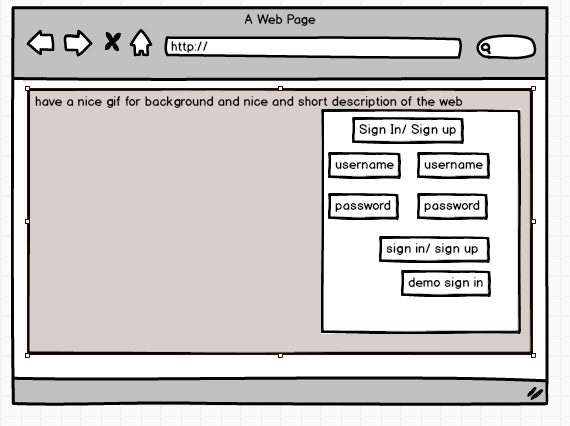 A Web Page
http://
have a nice gif for background and nice and short description of the web
Sign In/ Sign up
username username
password password
sign in/ sign up
demo sign in